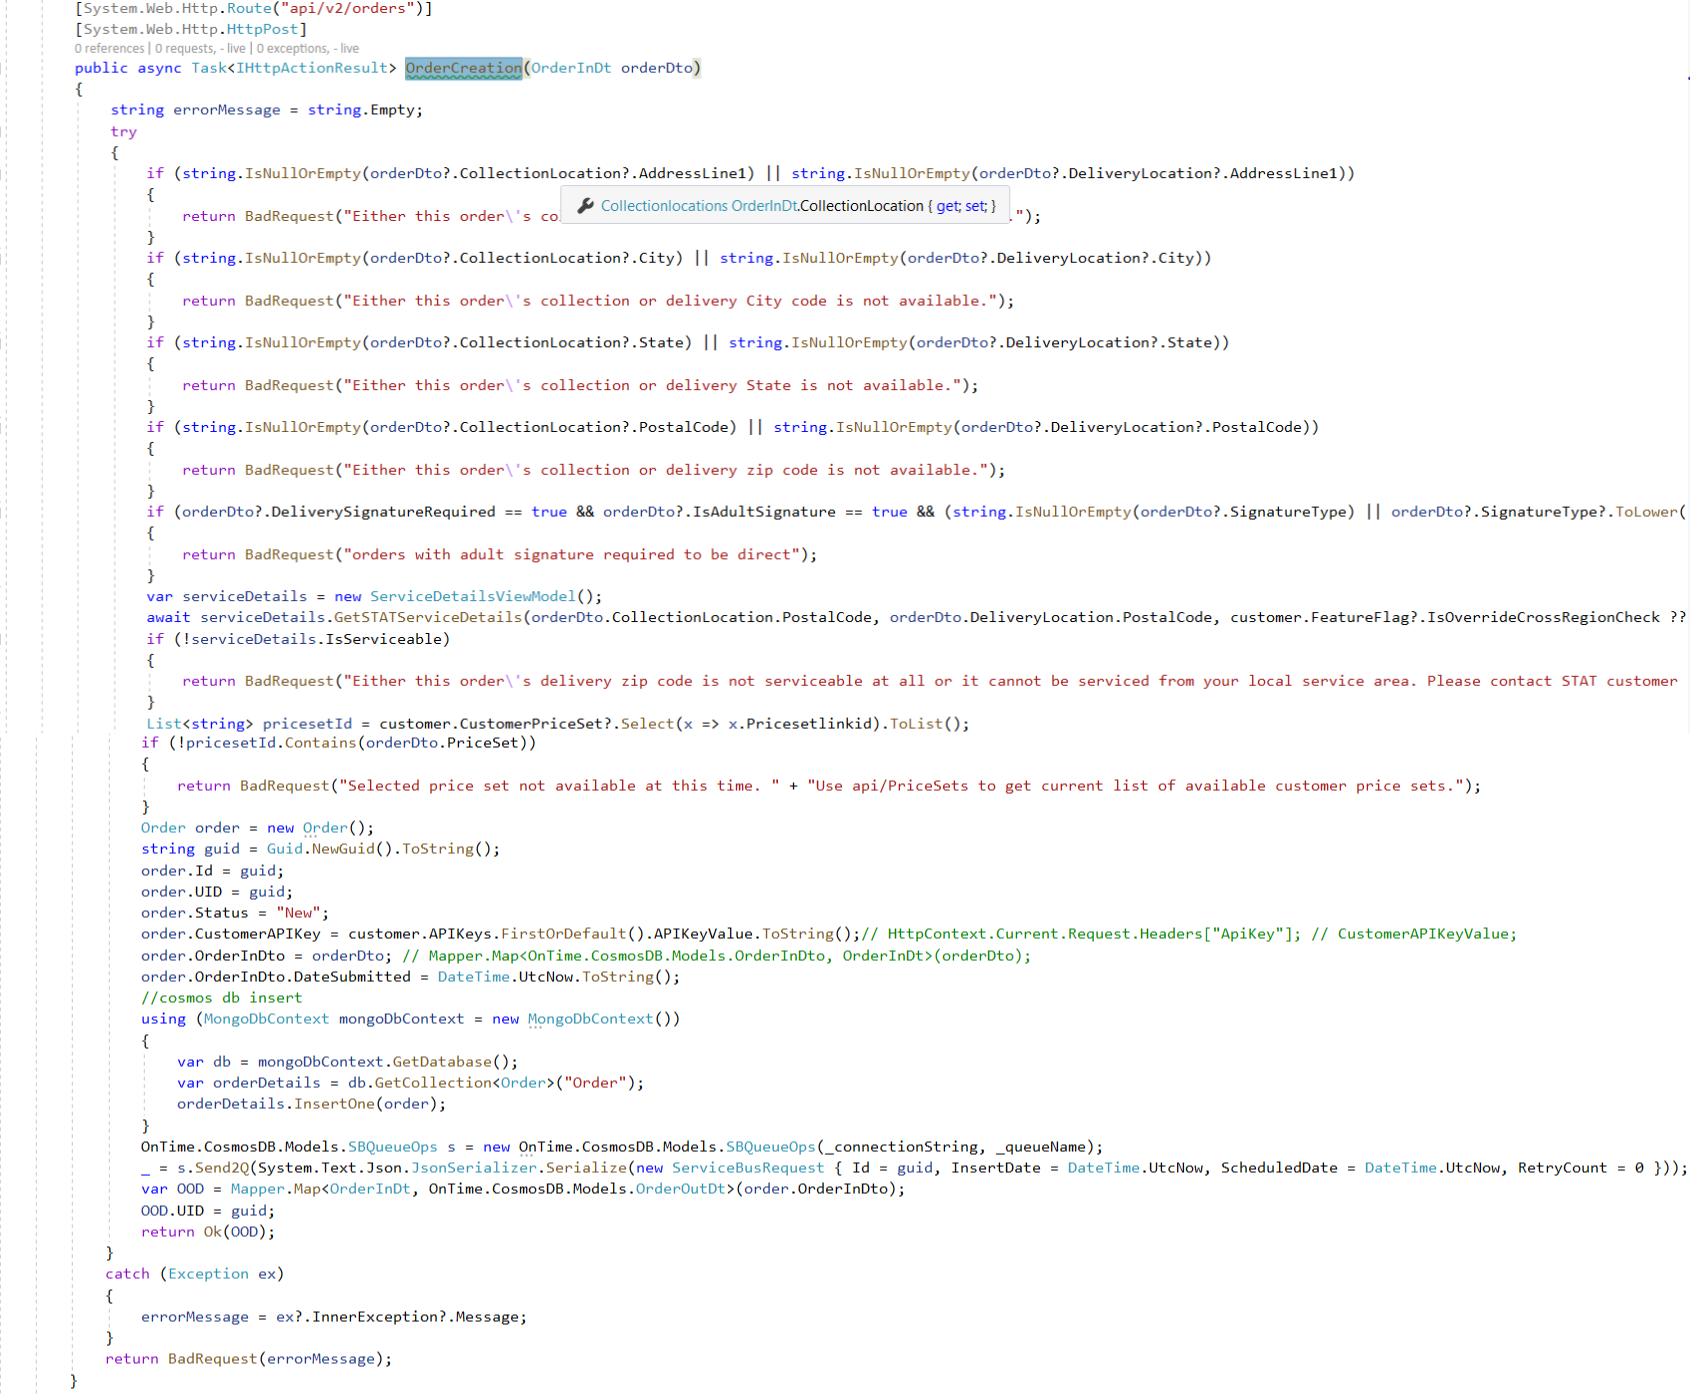 [System.Web.Http.Route("api/v2/orders")]
[System.Web.Http.HttpPost]
0 references | 0 requests, - live | 0 exceptions, - live
public async Task<IHttpActionResult> OrderCreation(OrderInDt orderDto)
{
string errorMessage = string.Empty;
try
{
if (string.IsNullOrEmpty(orderDto?.CollectionLocation?.AddressLine1) || string.IsNullOrEmpty(orderDto?.DeliveryLocation?.AddressLine1))
{
Collectionlocations OrderInDt.CollectionLocation { get; set; }
return BadRequest("Either this order\'s co .");
}
if (string.IsNullOrEmpty(orderDto?.CollectionLocation?.City) || string.IsNullOrEmpty(orderDto?.DeliveryLocation?.City))
{
return BadRequest("Either this order\'s collection or delivery City code is not available.");
}
if (string.IsNullOrEmpty(orderDto?.CollectionLocation?.State) || string.IsNullOrEmpty(orderDto?.DeliveryLocation?.State))
{
return BadRequest("Either this order\'s collection or delivery State is not available.");
}
if (string.IsNullOrEmpty(orderDto?.CollectionLocation?.PostalCode) || string.IsNullOrEmpty(orderDto?.DeliveryLocation?.PostalCode))
{
return BadRequest("Either this order\'s collection or delivery zip code is not available.");
}
if (orderDto?.DeliverySignatureRequired == true && orderDto?.IsAdultSignature == true && (string.IsNullOrEmpty(orderDto?.SignatureType) || orderDto?.SignatureType?.ToLower(
{
return BadRequest("orders with adult signature required to be direct");
}
var serviceDetails = new ServiceDetailsViewModel();
await serviceDetails.GetSTATServiceDetails(orderDto.CollectionLocation.PostalCode, orderDto.DeliveryLocation.PostalCode, customer.FeatureFlag?.IsOverrideCrossRegionCheck ??
if (!serviceDetails.IsServiceable)
{
return BadRequest("Either this order\'s delivery zip code is not serviceable at all or it cannot be serviced from your local service area. Please contact STAT customer
}
List<string> pricesetId = customer.CustomerPriceSet?.Select(x => x.Pricesetlinkid).ToList();
if (!pricesetId.Contains(orderDto.PriceSet))
{
return BadRequest("Selected price set not available at this time. " + "Use api/PriceSets to get current list of available customer price sets.");
}
Order order = new Order();
string guid = Guid.NewGuid().ToString();
order.Id = guid;
order.UID = guid;
order.Status = "New";
order.CustomerAPIKey = customer.APIKeys.FirstOrDefault().APIKeyValue.ToString();// HttpContext.Current.Request.Headers["ApiKey"]; // CustomerAPIKeyValue;
order.OrderInDto = orderDto; // Mapper.Map<OnTime.CosmosDB.Models.OrderInDto, OrderInDt>(orderDto);
order.OrderInDto.DateSubmitted = DateTime.UtcNow.ToString();
//cosmos db insert
using (MongoDbContext mongoDbContext = new MongoDbContext())
{
var db = mongoDbContext.GetDatabase();
var orderDetails = db.GetCollection<Order>("Order");
orderDetails.InsertOne(order);
}
OnTime.CosmosDB.Models.SBQueueOps s = new OnTime.CosmosDB.Models.SBQueueOps(_connectionString, _queueName);
_ = s.Send2Q(System.Text.Json.JsonSerializer.Serialize(new ServiceBusRequest { Id = guid, InsertDate = DateTime.UtcNow, ScheduledDate = DateTime.UtcNow, RetryCount = 0 }));
var OOD = Mapper.Map<OrderInDt, OnTime.CosmosDB.Models.OrderOutDt>(order.OrderInDto);
OOD.UID = guid;
return Ok(OOD);
}
catch (Exception ex)
{
errorMessage = ex?.InnerException?.Message;
}
return BadRequest(errorMessage);
}